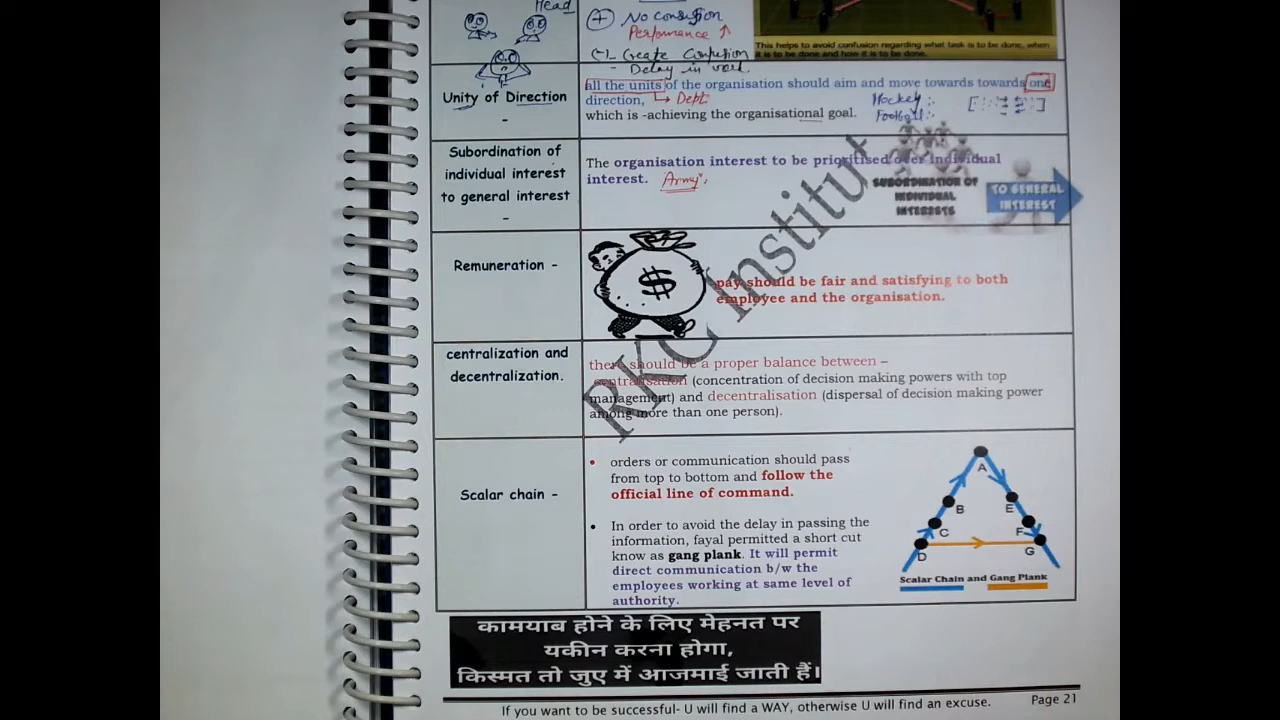 Head
+ No confusion
Performance ↑
(-) Create Confusion
- Delay in work
This helps to avoid confusion regarding what task is to be done, when
it is to be done and how it is to be done.
Unity of Direction
-
all the units of the organisation should aim and move towards towards one
direction, → Dept.
which is -achieving the organisational goal.
Hockey
Football
Subordination of
individual interest
to general interest
-
The organisation interest to be prioritised over individual
interest. Army
SUBORDINATION OF
INDIVIDUAL
INTERESTS
TO GENERAL
INTEREST
Remuneration -
$
pay should be fair and satisfying to both
employee and the organisation.
centralization and
decentralization.
there should be a proper balance between –
centralisation (concentration of decision making powers with top
management) and decentralisation (dispersal of decision making power
among more than one person).
Scalar chain -
• orders or communication should pass
from top to bottom and follow the
official line of command.
• In order to avoid the delay in passing the
information, fayal permitted a short cut
know as gang plank. It will permit
direct communication b/w the
employees working at same level of
authority.
A
B
E
C
F
D
G
Scalar Chain and Gang Plank
RKC Institut
कामयाब होने के लिए मेहनत पर
यकीन करना होगा,
किस्मत तो जुए में आजमाई जाती हैं।
If you want to be successful- U will find a WAY, otherwise U will find an excuse.
Page 21